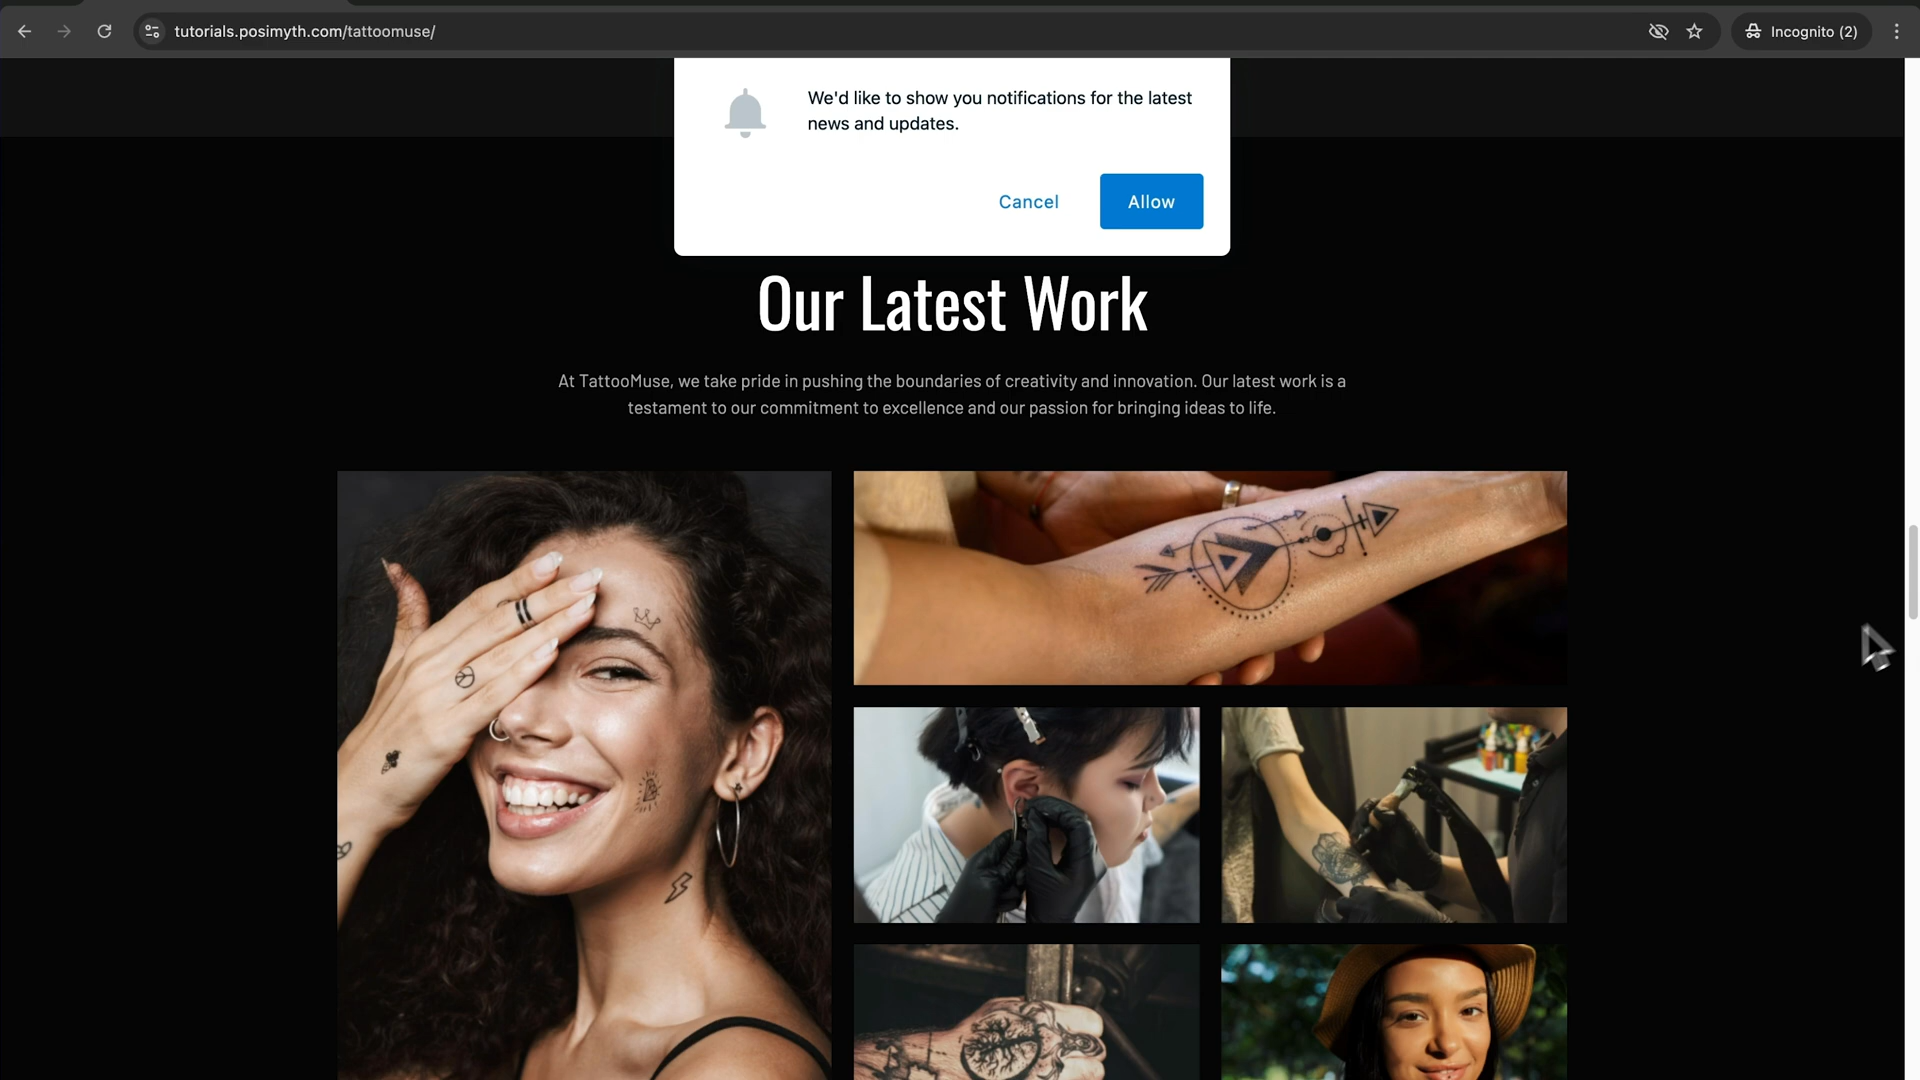 tutorials.posimyth.com/tattoomuse/
Incognito (2)
We'd like to show you notifications for the latest
news and updates.
Cancel
Allow
Our Latest Work
At TattooMuse, we take pride in pushing the boundaries of creativity and innovation. Our latest work is a
testament to our commitment to excellence and our passion for bringing ideas to life.